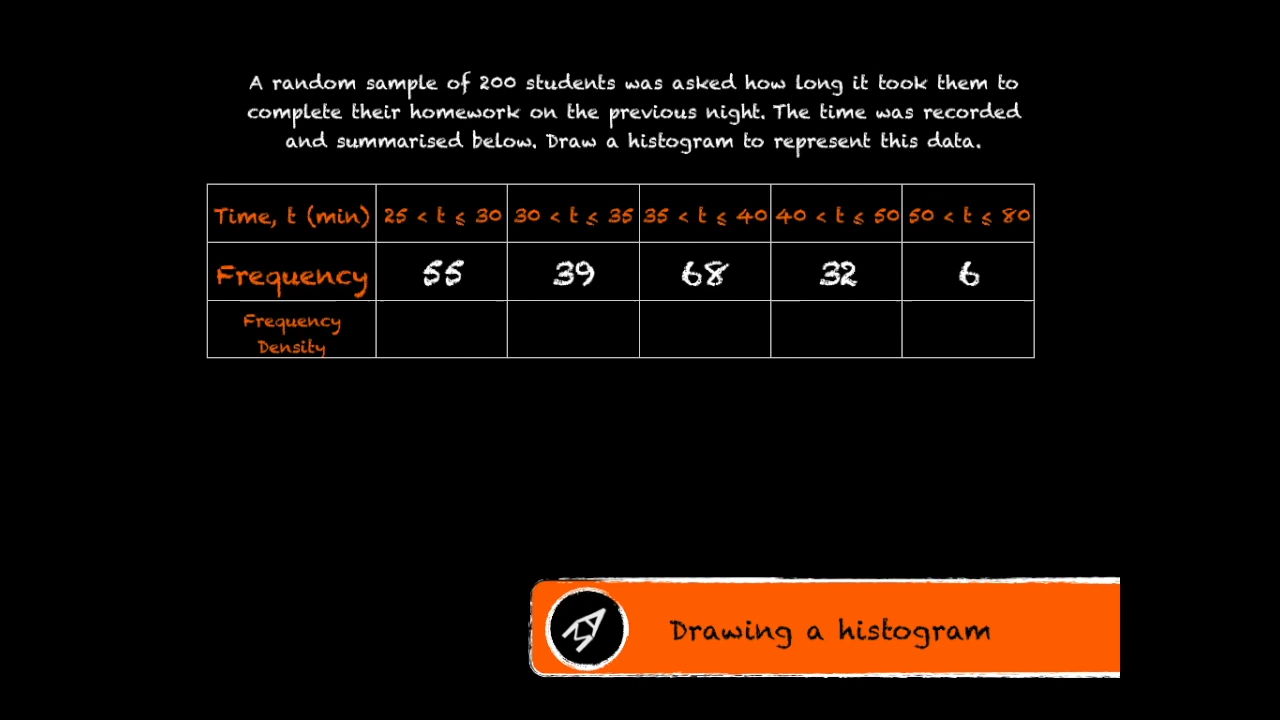 A random sample of 200 students was asked how long it took them to
complete their homework on the previous night. The time was recorded
and summarised below. Draw a histogram to represent this data.
Time, t (min) 25 < t ≤ 30 30 < t ≤ 35 35 < t ≤ 40 40 < t ≤ 50 50 < t ≤ 80
Frequency 55 39 68 32 6
Frequency
Density
Drawing a histogram